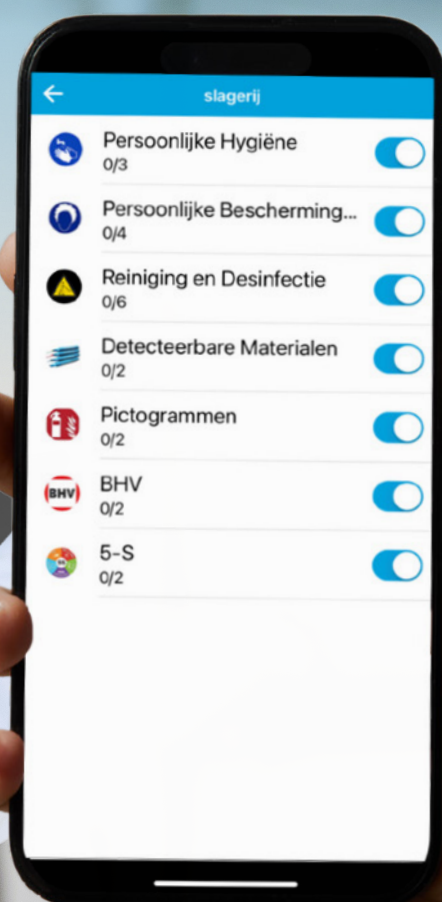 slagerij
Persoonlijke Hygiëne
0/3
Persoonlijke Bescherming...
0/4
Reiniging en Desinfectie
0/6
Detecteerbare Materialen
0/2
Pictogrammen
0/2
BHV
BHV
0/2
5-S
0/2